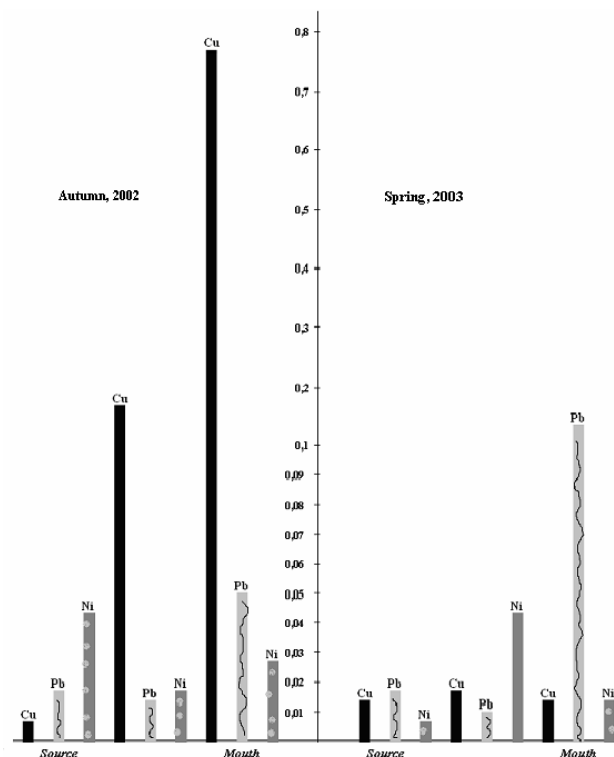 Cu
0,8
0,7
0,6
Autumn, 2002
Spring, 2003
0,5
0,4
0,3
Cu
0,2
Pb
0,1
0,09
0,08
0,07
0,06
Pb
0,05
Ni
Ni
0,04
0,03
Ni
0,02
Pb
Ni
Pb
Cu
Pb
Cu
Pb
Cu
Ni
0,01
Cu
Ni
Source
Mouth
Source
Mouth